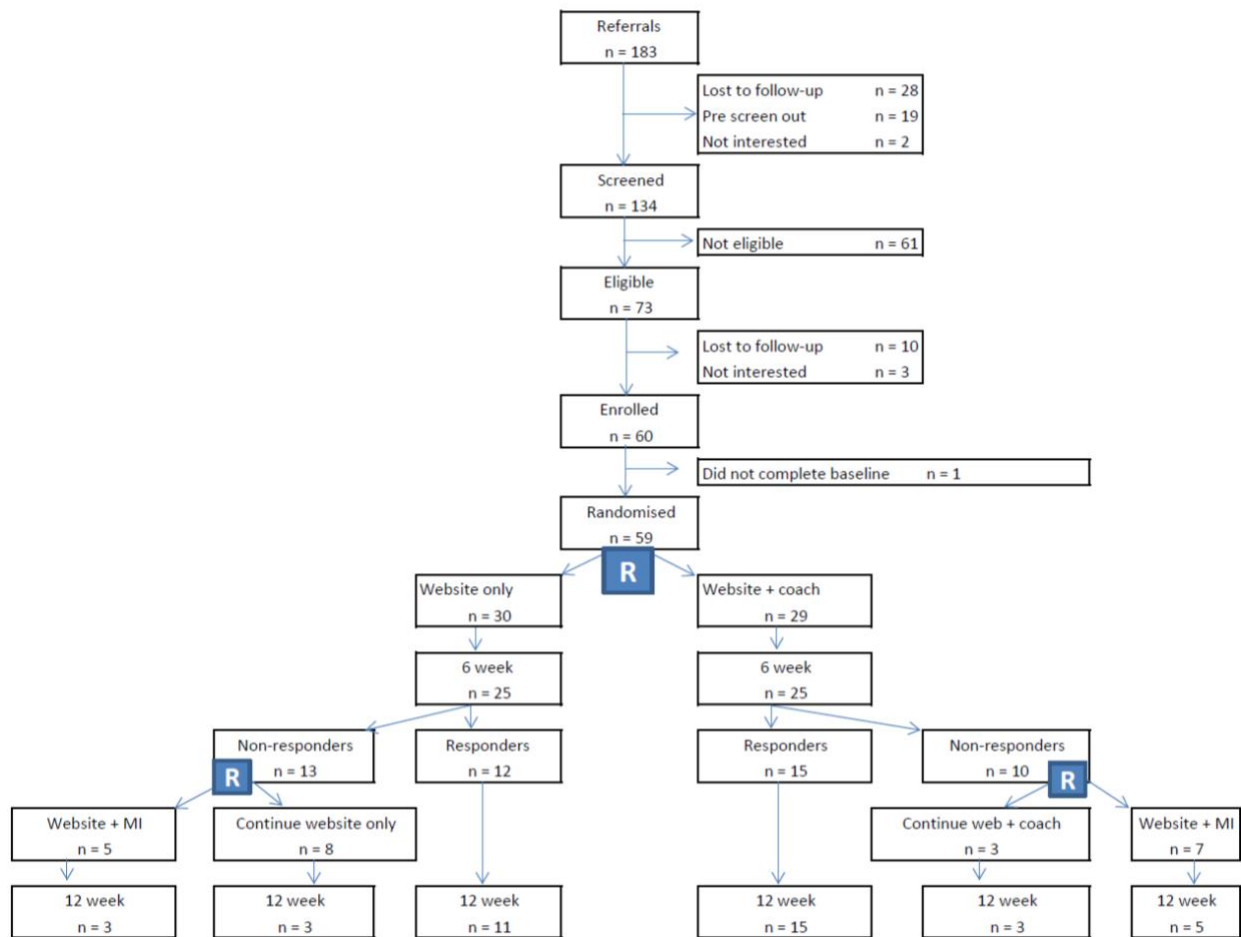 Referrals
n = 183
Lost to follow-up n = 28
Pre screen out n = 19
Not interested n = 2
Screened
n = 134
Not eligible n = 61
Eligible
n = 73
Lost to follow-up n = 10
Not interested n = 3
Enrolled
n = 60
Did not complete baseline n = 1
Randomised
n = 59
R
Website only
n = 30
Website + coach
n = 29
6 week
n = 25
6 week
n = 25
Non-responders
n = 13
R
Responders
n = 12
Responders
n = 15
Non-responders
n = 10
R
Website + MI
n = 5
Continue website only
n = 8
Continue web + coach
n = 3
Website + MI
n = 7
12 week
n = 3
12 week
n = 3
12 week
n = 11
12 week
n = 15
12 week
n = 3
12 week
n = 5